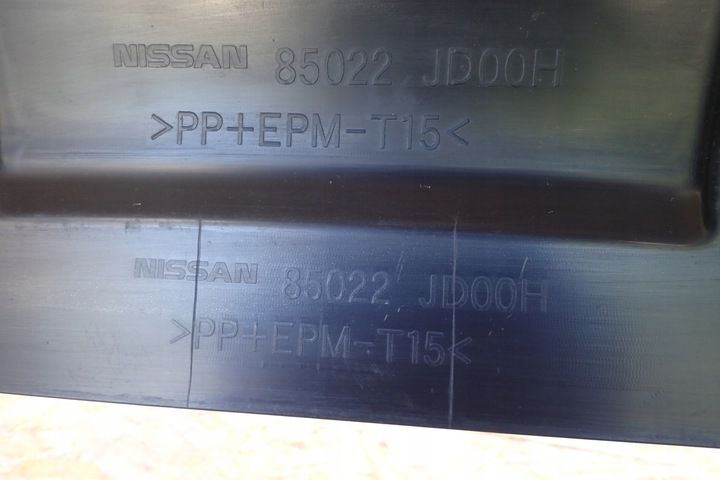 NISSAN 85022 JD00H
>PP+EPM-T15<
NISSAN 85022 JD00H
>PP+EPM-T15<